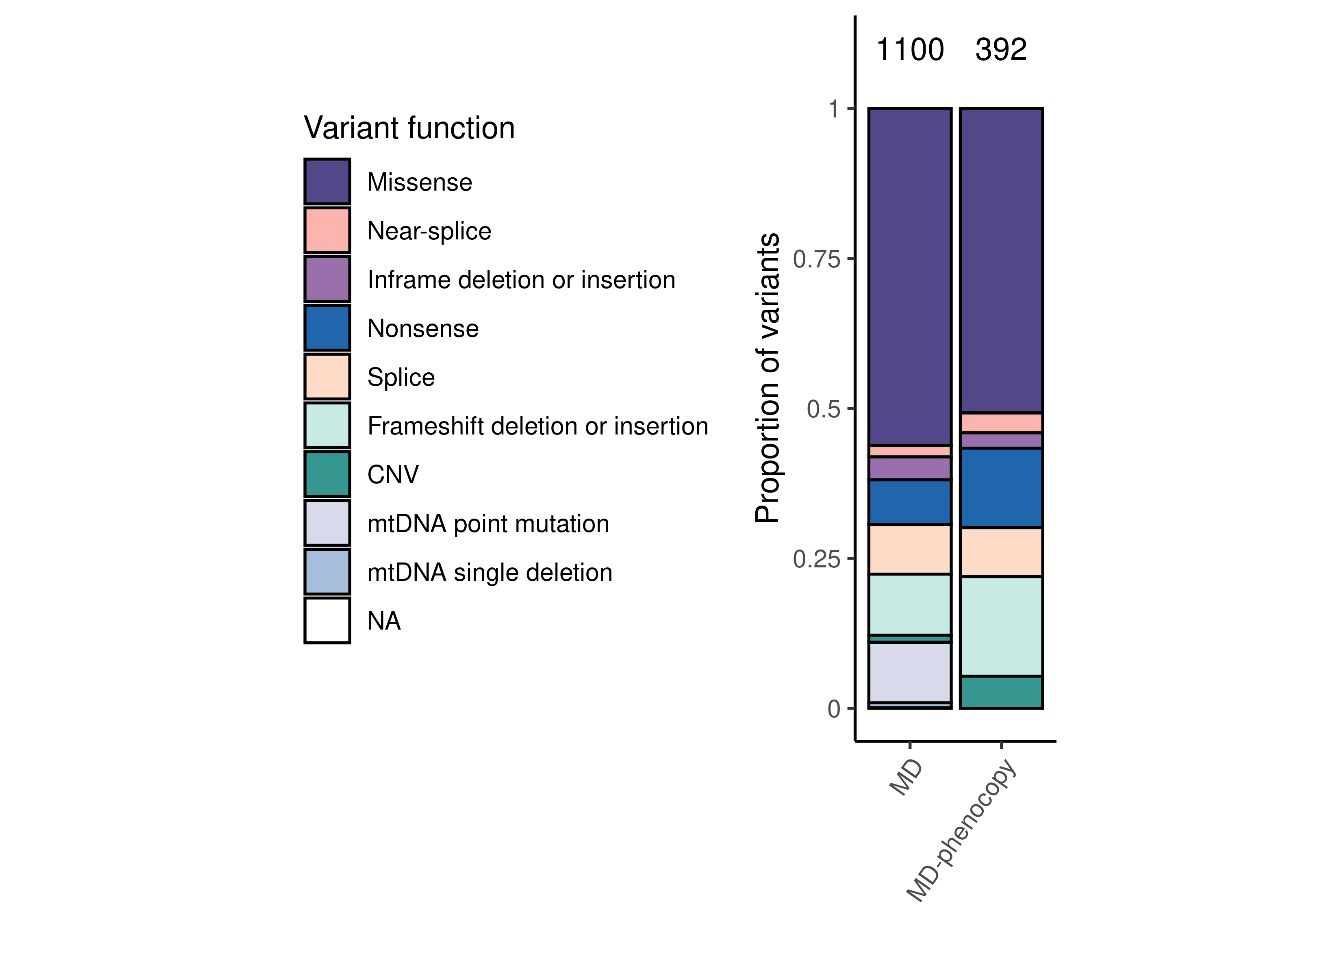 Variant function
Missense
Near-splice
Inframe deletion or insertion
Nonsense
Splice
Frameshift deletion or insertion
CNV
mtDNA point mutation
mtDNA single deletion
NA
1100 392
Proportion of variants
1
0.75
0.5
0.25
0
MD
MD-phenocopy